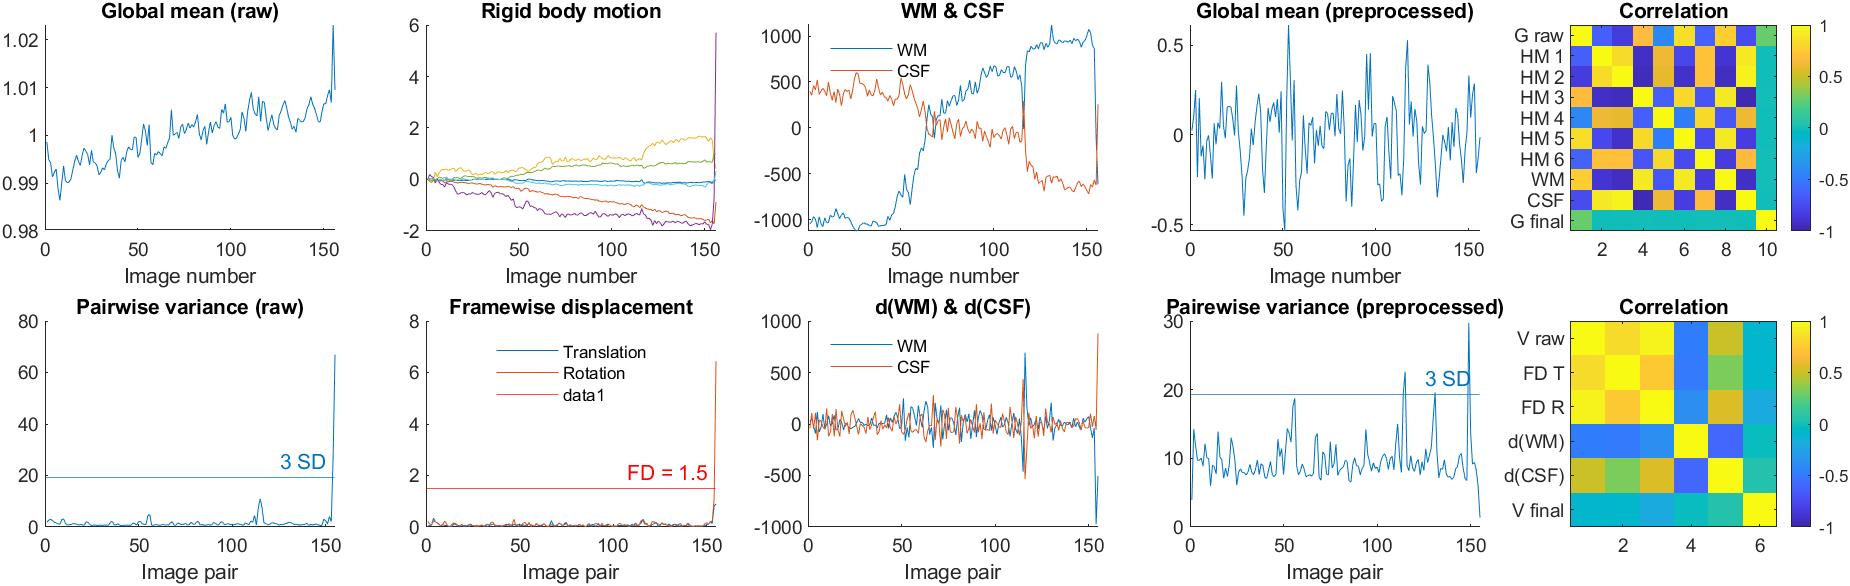 Global mean (raw)
1.02
1.01
1
0.99
0.98
0
50
100
150
Image number
Rigid body motion
6
4
2
0
-2
0
50
100
150
Image number
WM & CSF
1000
500
0
-500
-1000
WM
CSF
0
50
100
150
Image number
Global mean (preprocessed)
0.5
0
-0.5
0
50
100
150
Image number
Correlation
G raw
HM 1
HM 2
HM 3
HM 4
HM 5
HM 6
WM
CSF
G final
2
4
6
8
10
1
0.5
0
-0.5
-1
Pairwise variance (raw)
80
60
40
20
0
3 SD
0
50
100
150
Image pair
Framewise displacement
8
6
4
2
0
Translation
Rotation
data1
FD = 1.5
0
50
100
150
Image pair
d(WM) & d(CSF)
1000
500
0
-500
-1000
WM
CSF
0
50
100
150
Image pair
Pairewise variance (preprocessed)
30
20
10
0
3 SD
0
50
100
150
Image pair
Correlation
V raw
FD T
FD R
d(WM)
d(CSF)
V final
2
4
6
1
0.5
0
-0.5
-1